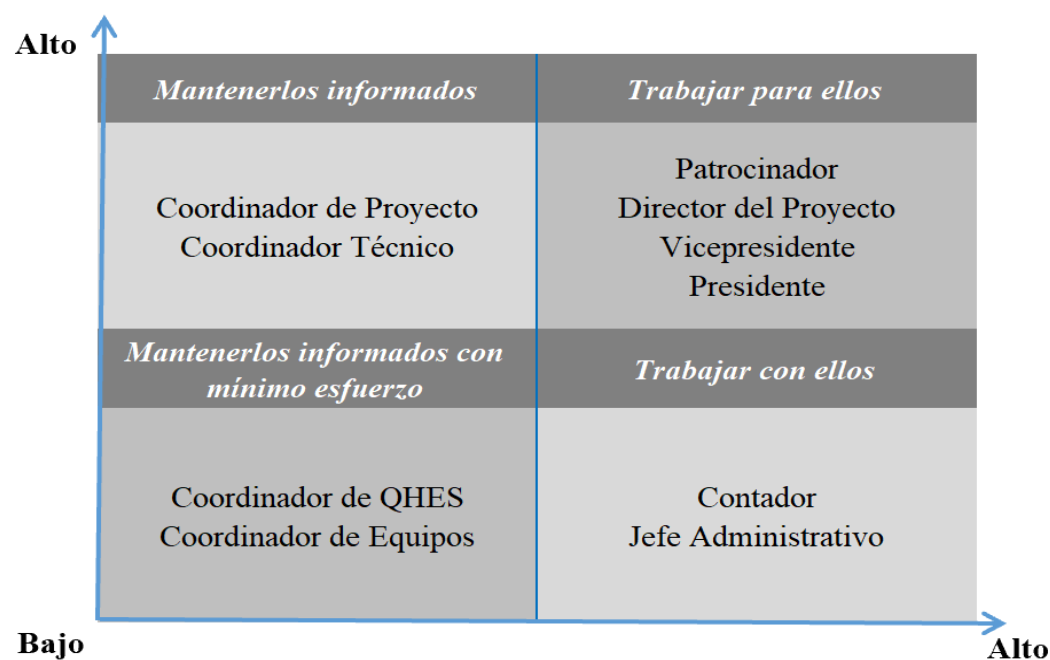 Alto
Mantenerlos informados
Trabajar para ellos
Coordinador de Proyecto
Coordinador Técnico
Patrocinador
Director del Proyecto
Vicepresidente
Presidente
Mantenerlos informados con
mínimo esfuerzo
Trabajar con ellos
Coordinador de QHES
Coordinador de Equipos
Contador
Jefe Administrativo
Bajo
Alto